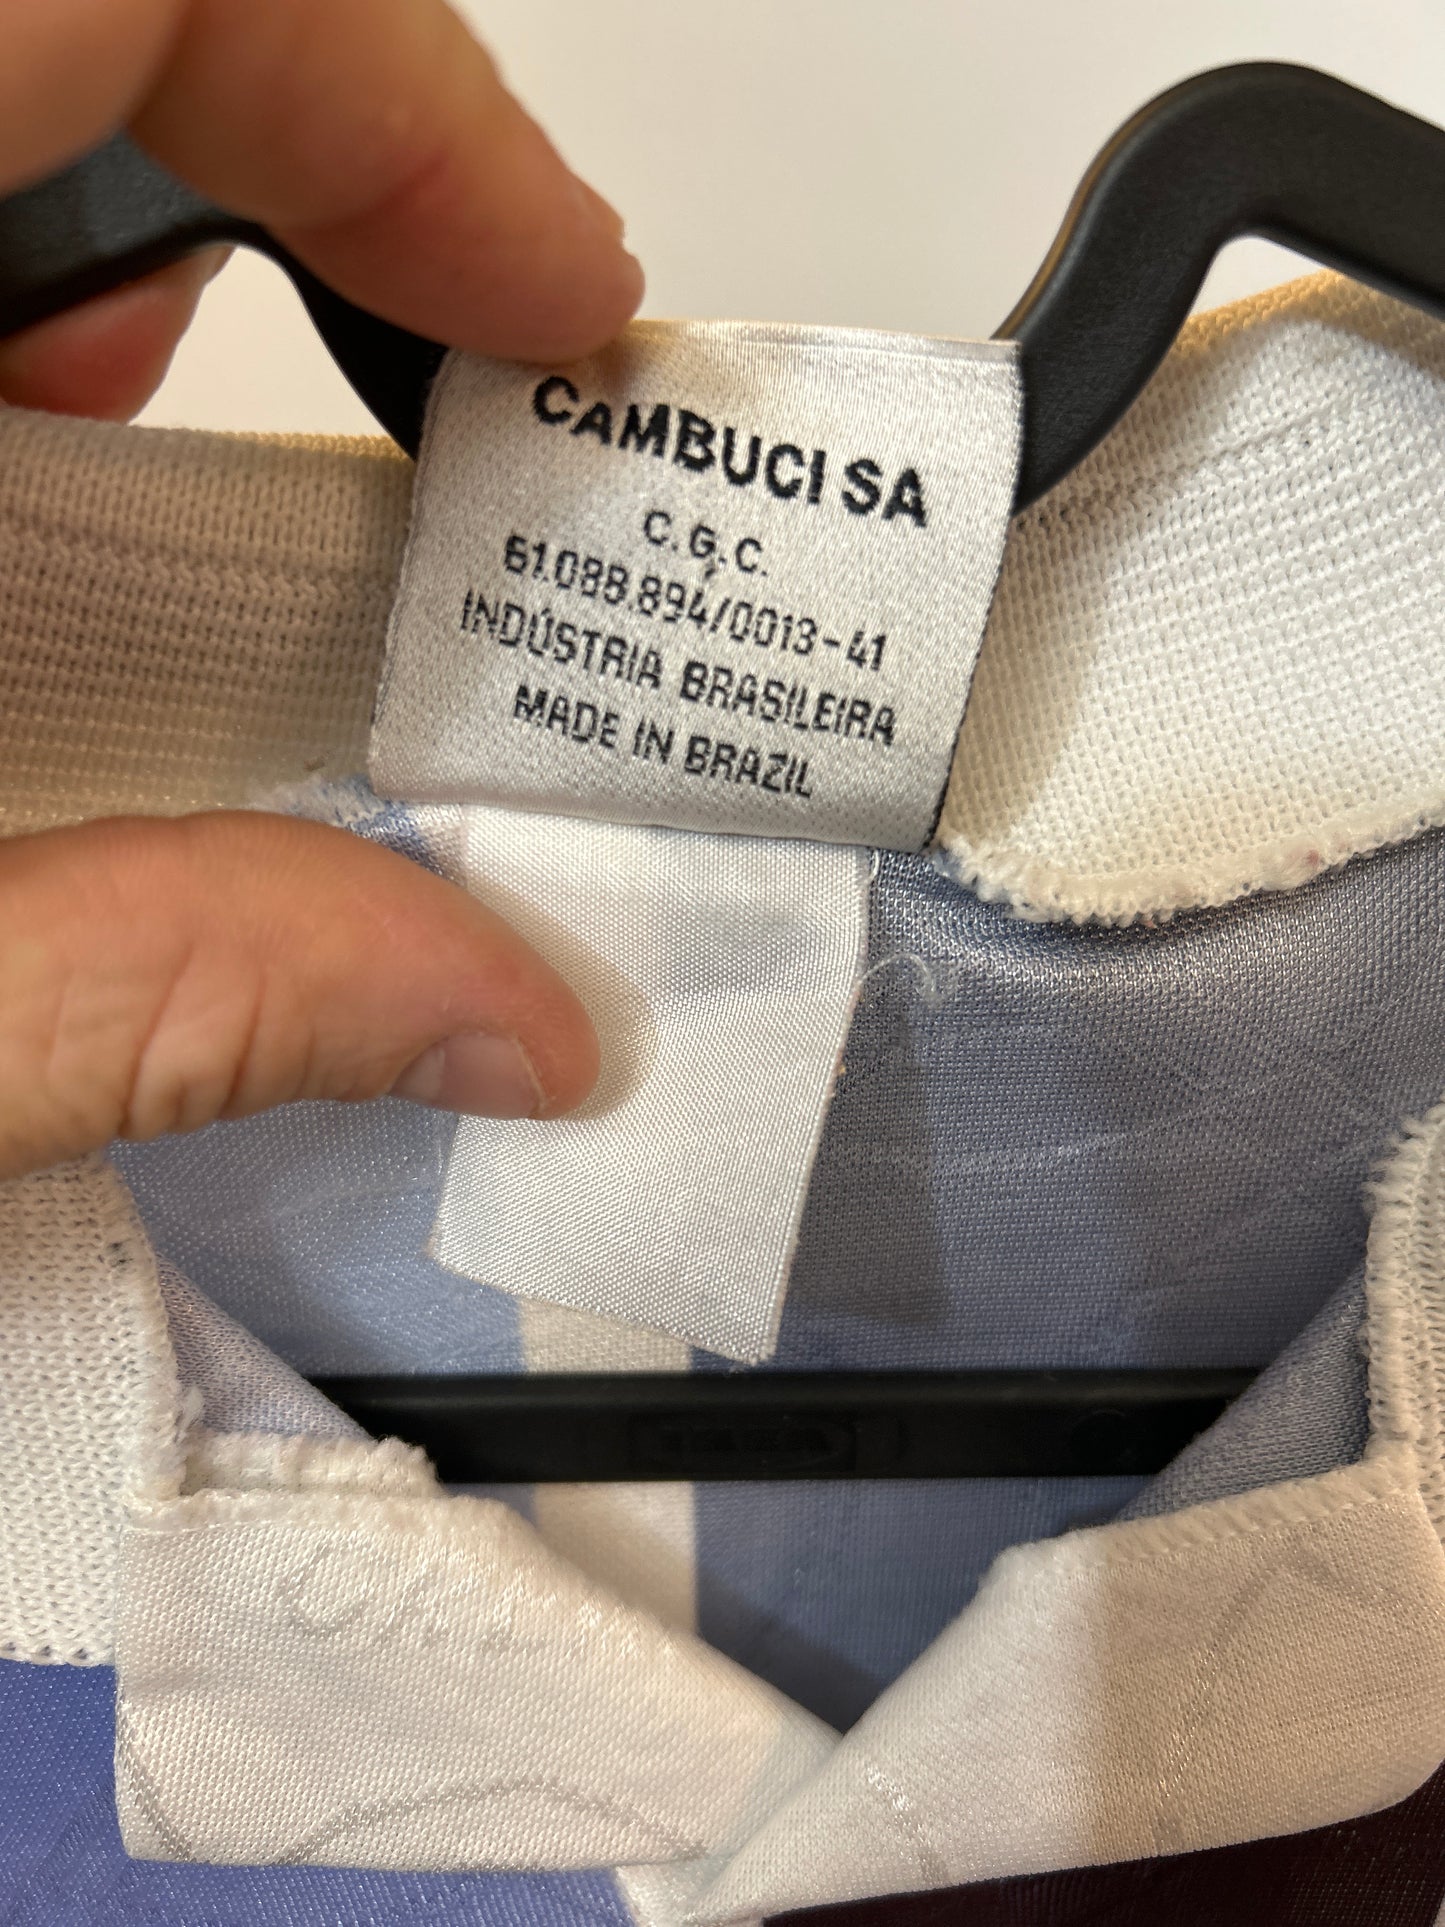 CAMBUCI SA
C.G.C.
61.088.894/0013-41
INDÚSTRIA BRASILEIRA
MADE IN BRAZIL